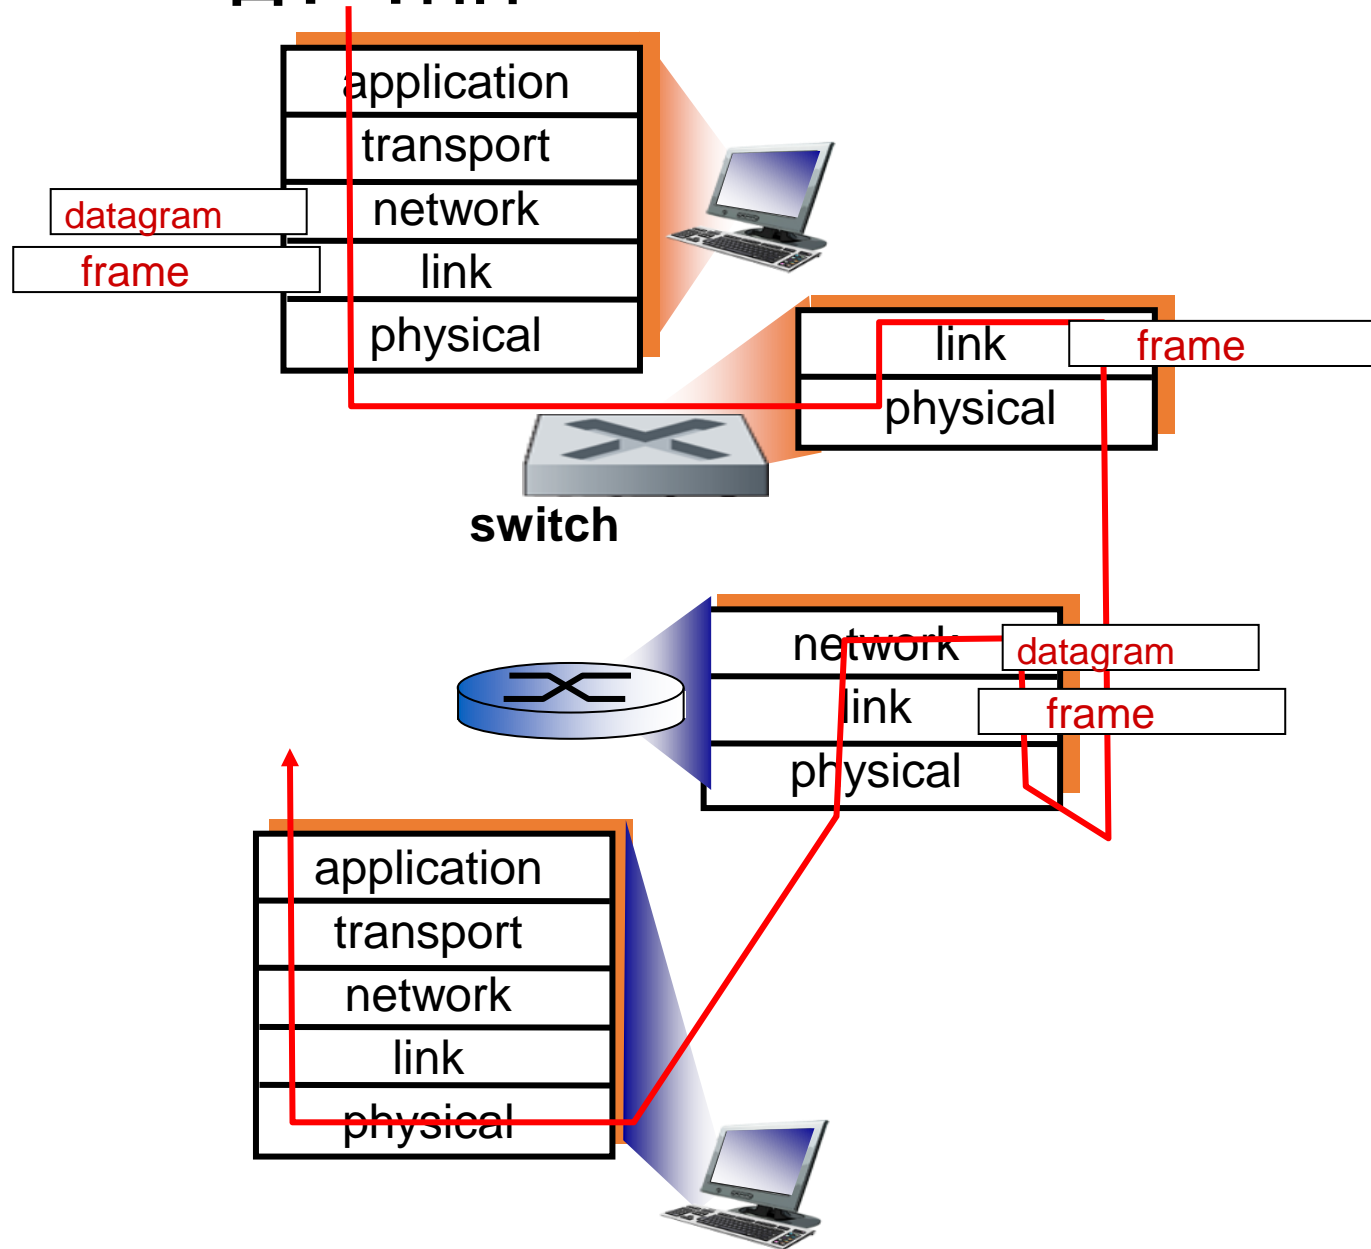 application
transport
datagram
network
frame
link
physical
link
frame
physical
switch
network
datagram
link
frame
physical
application
transport
network
link
physical